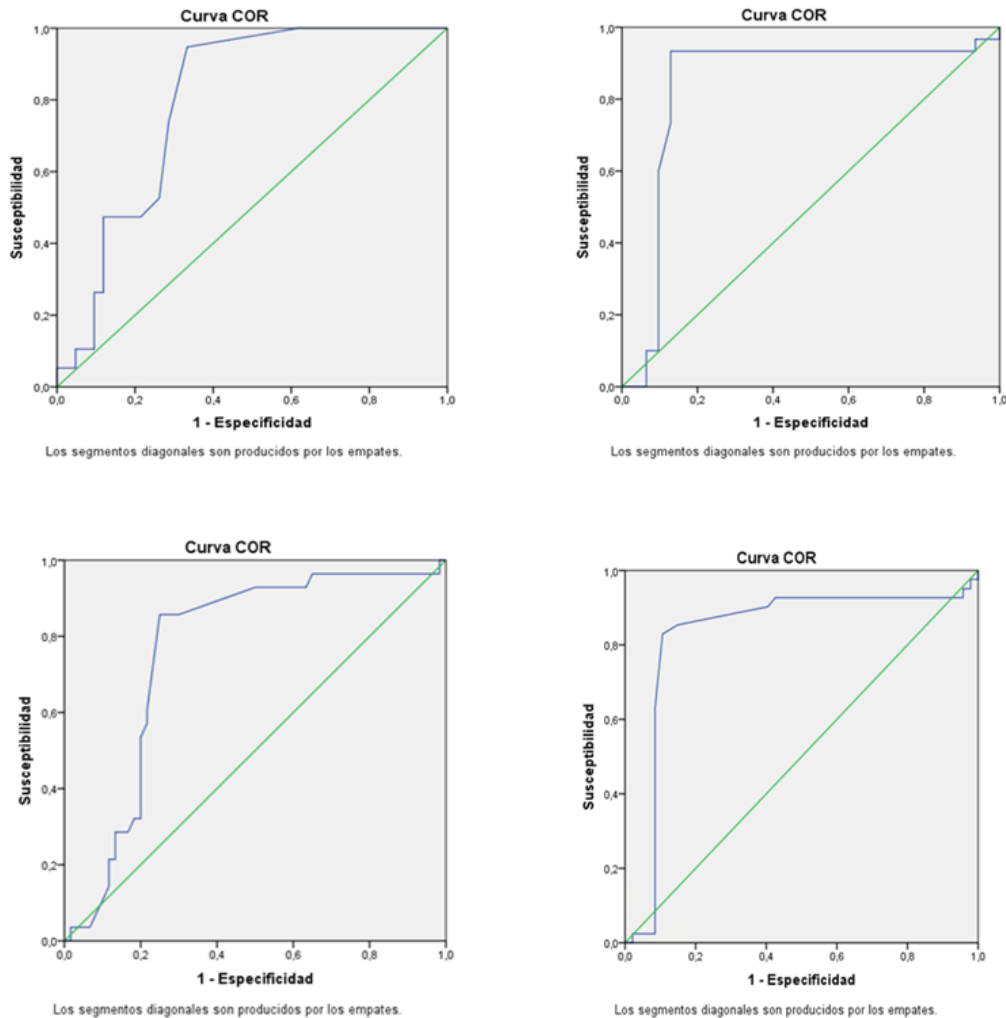 Curva COR
1,0
0,8
0,6
0,4
0,2
0,0
Susceptibilidad
0,0 0,2 0,4 0,6 0,8 1,0
1 - Especificidad
Los segmentos diagonales son producidos por los empates.
Curva COR
1,0
0,8
0,6
0,4
0,2
0,0
Susceptibilidad
0,0 0,2 0,4 0,6 0,8 1,0
1 - Especificidad
Los segmentos diagonales son producidos por los empates.
Curva COR
1,0
0,8
0,6
0,4
0,2
0,0
Susceptibilidad
0,0 0,2 0,4 0,6 0,8 1,0
1 - Especificidad
Los segmentos diagonales son producidos por los empates.
Curva COR
1,0
0,8
0,6
0,4
0,2
0,0
Susceptibilidad
0,0 0,2 0,4 0,6 0,8 1,0
1 - Especificidad
Los segmentos diagonales son producidos por los empates.